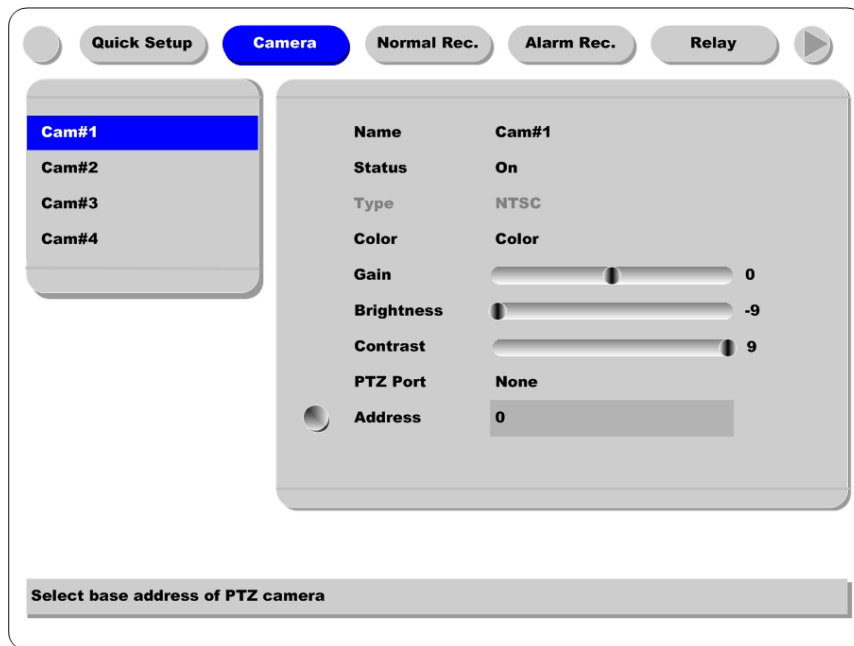 Quick Setup Camera Normal Rec. Alarm Rec. Relay
Cam#1
Cam#2
Cam#3
Cam#4
Name Cam#1
Status On
Type NTSC
Color Color
Gain 0
Brightness -9
Contrast 9
PTZ Port None
Address 0
Select base address of PTZ camera